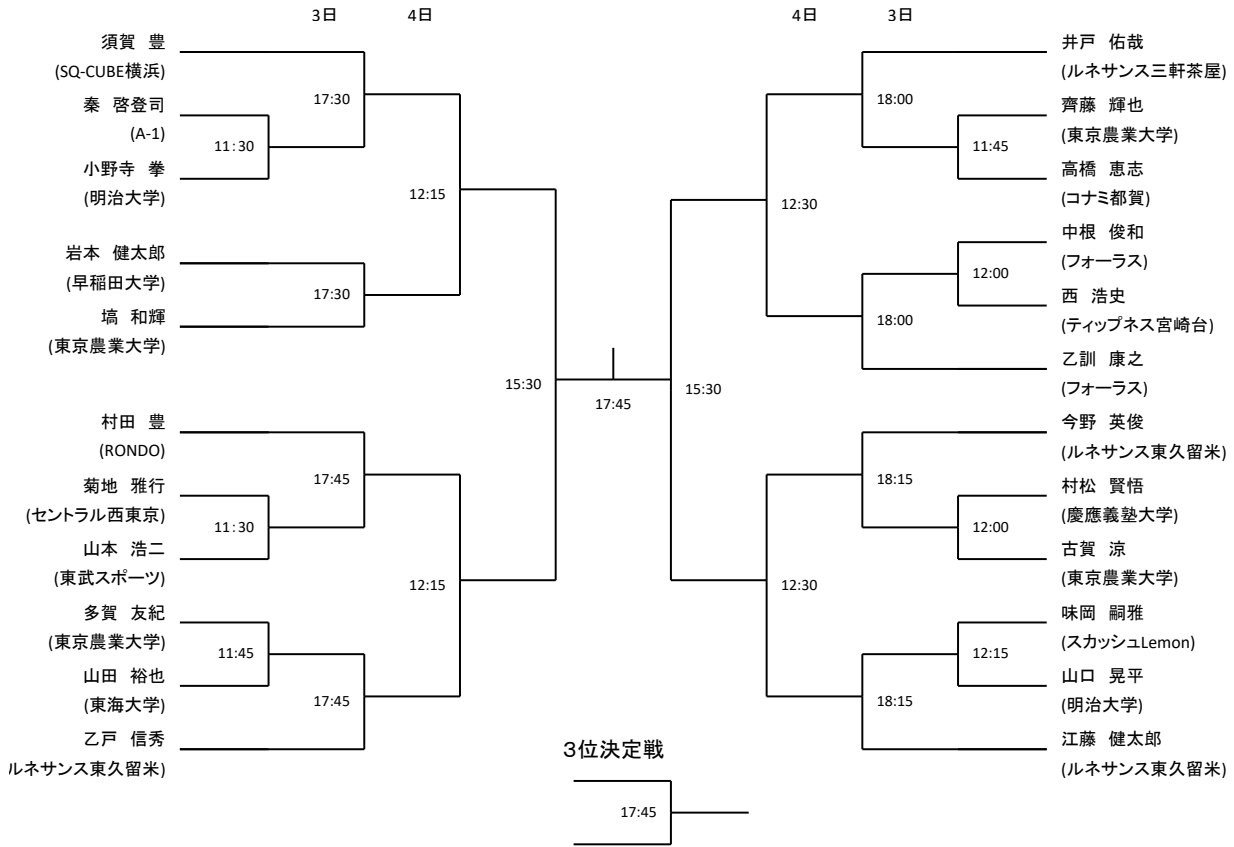 3日 4日 4日 3日
須賀 豊
(SQ-CUBE横浜)
17:30
秦 啓登司
(A-1)
11:30
小野寺 拳
(明治大学)
12:15
岩本 健太郎
(早稲田大学)
17:30
塙 和輝
(東京農業大学)
15:30
村田 豊
(RONDO)
17:45
菊地 雅行
(セントラル西東京)
11:30
山本 浩二
(東武スポーツ)
12:15
多賀 友紀
(東京農業大学)
11:45
山田 裕也
(東海大学)
17:45
乙戸 信秀
ルネサンス東久留米)
17:45
井戸 佑哉
(ルネサンス三軒茶屋)
18:00
齊藤 輝也
(東京農業大学)
11:45
高橋 恵志
(コナミ都賀)
12:30
中根 俊和
(フォーラス)
12:00
西 浩史
(ティップネス宮崎台)
18:00
乙訓 康之
(フォーラス)
15:30
今野 英俊
(ルネサンス東久留米)
18:15
村松 賢悟
(慶應義塾大学)
12:00
古賀 涼
(東京農業大学)
12:30
味岡 嗣雅
(スカッシュLemon)
12:15
山口 晃平
(明治大学)
18:15
江藤 健太郎
(ルネサンス東久留米)
3位決定戦
17:45